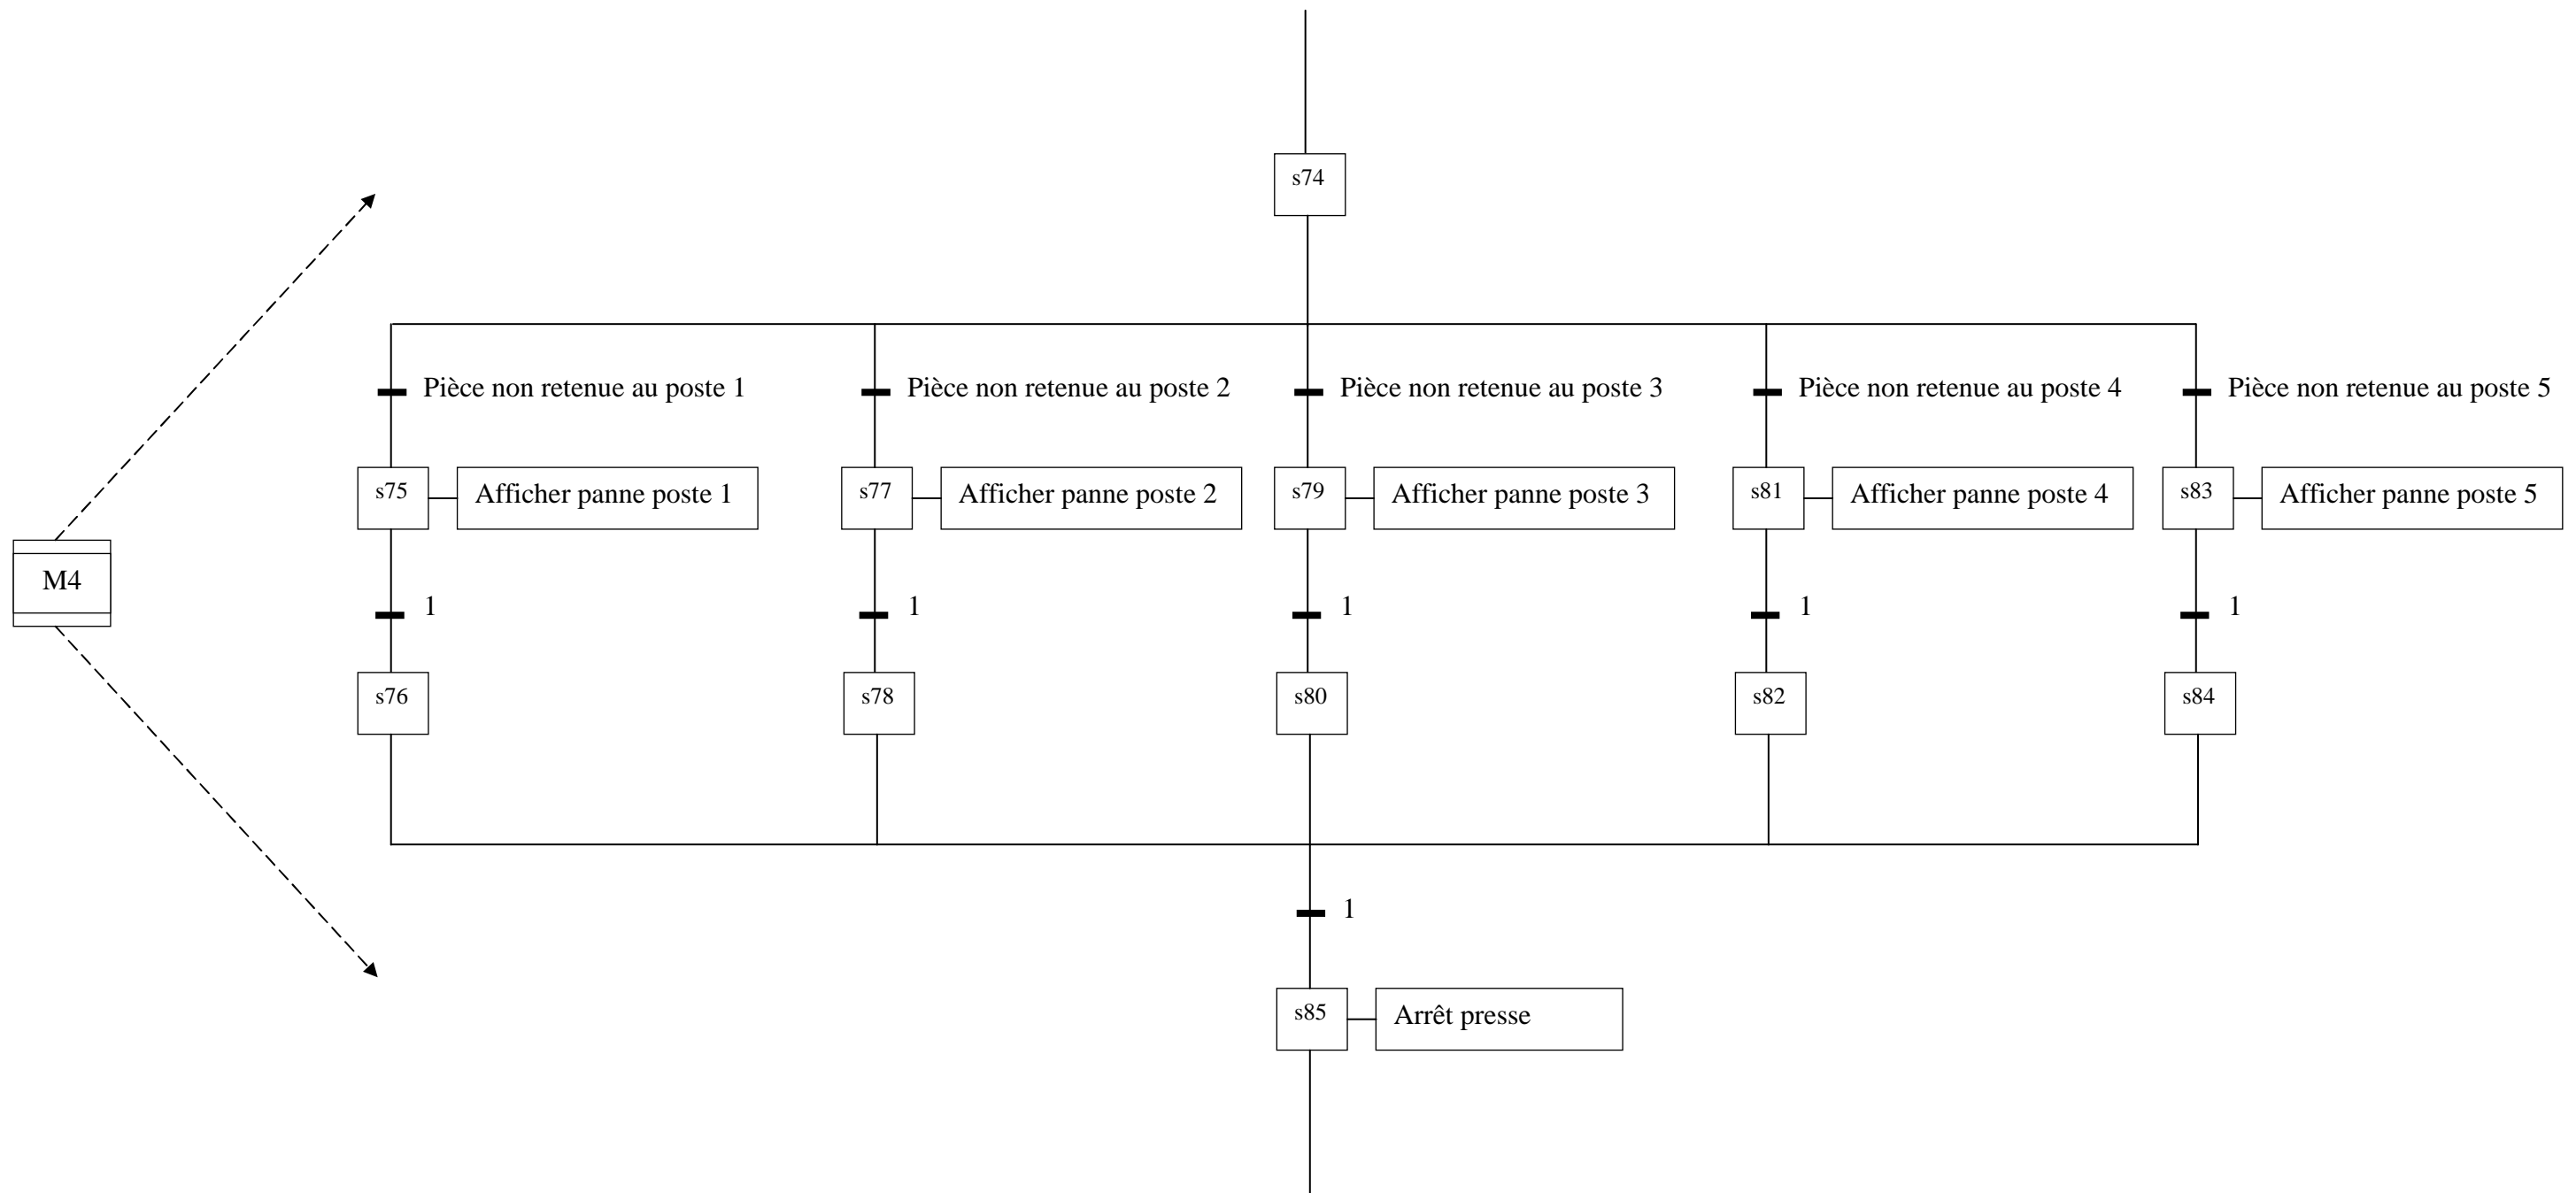 s74
Pièce non retenue au poste 1
Pièce non retenue au poste 2
Pièce non retenue au poste 3
Pièce non retenue au poste 4
Pièce non retenue au poste 5
s75
Afficher panne poste 1
s77
Afficher panne poste 2
s79
Afficher panne poste 3
s81
Afficher panne poste 4
s83
Afficher panne poste 5
M4
1
1
1
1
1
s76
s78
s80
s82
s84
1
s85
Arrêt presse